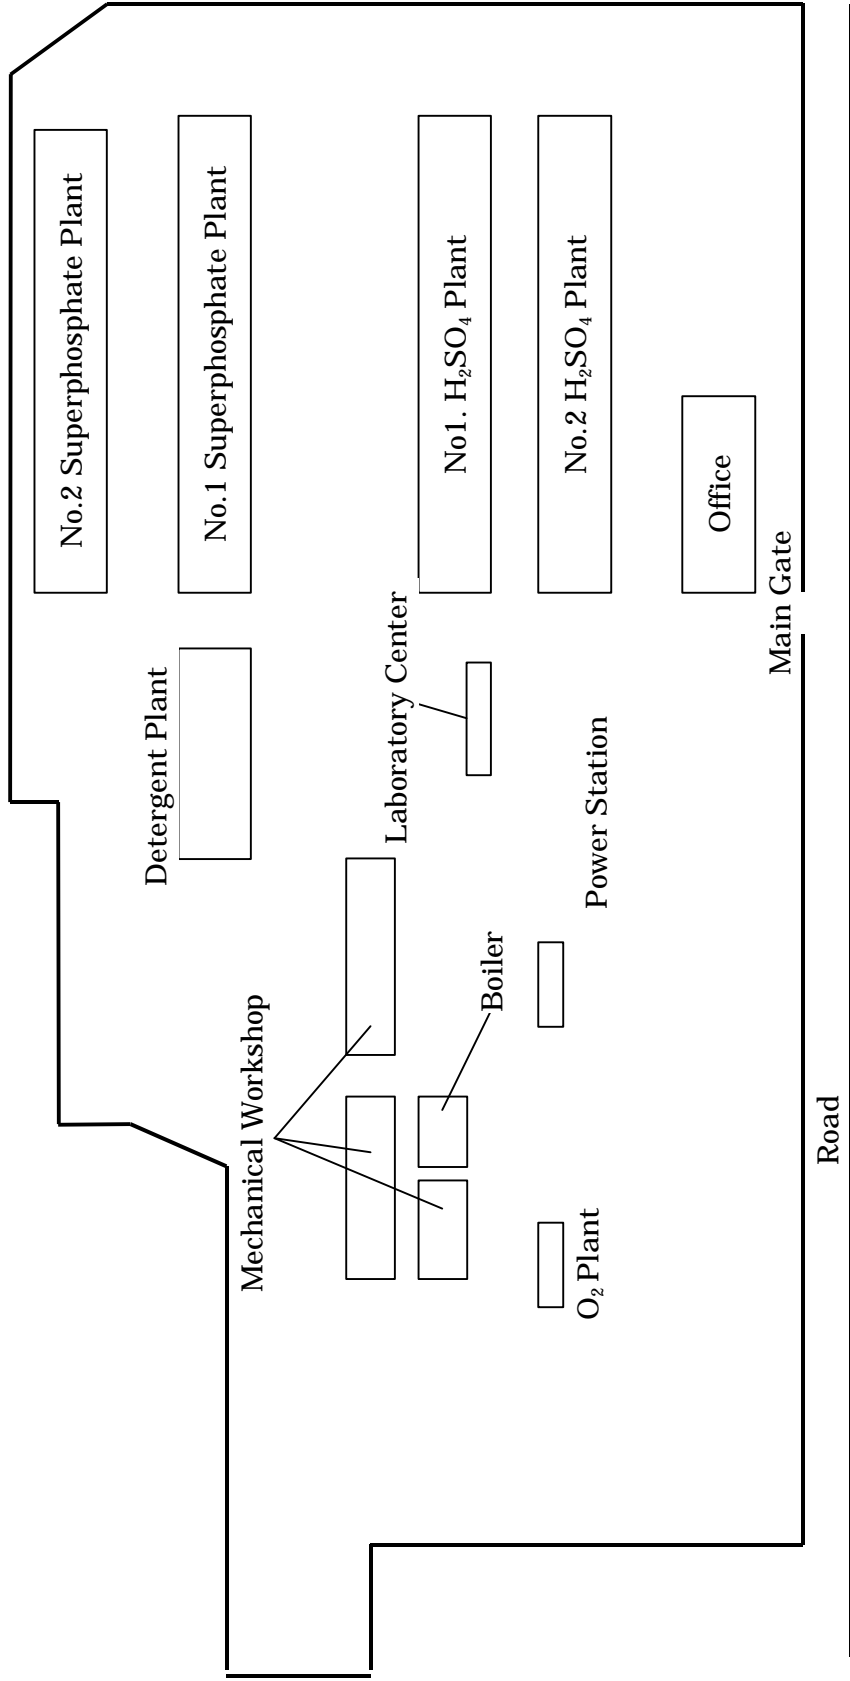 No.2 Superphosphate Plant
No.1 Superphosphate Plant
Detergent Plant
Mechanical Workshop
Laboratory Center
No1. H₂SO₄ Plant
Boiler
No.2 H₂SO₄ Plant
Power Station
O₂ Plant
Office
Main Gate
Road